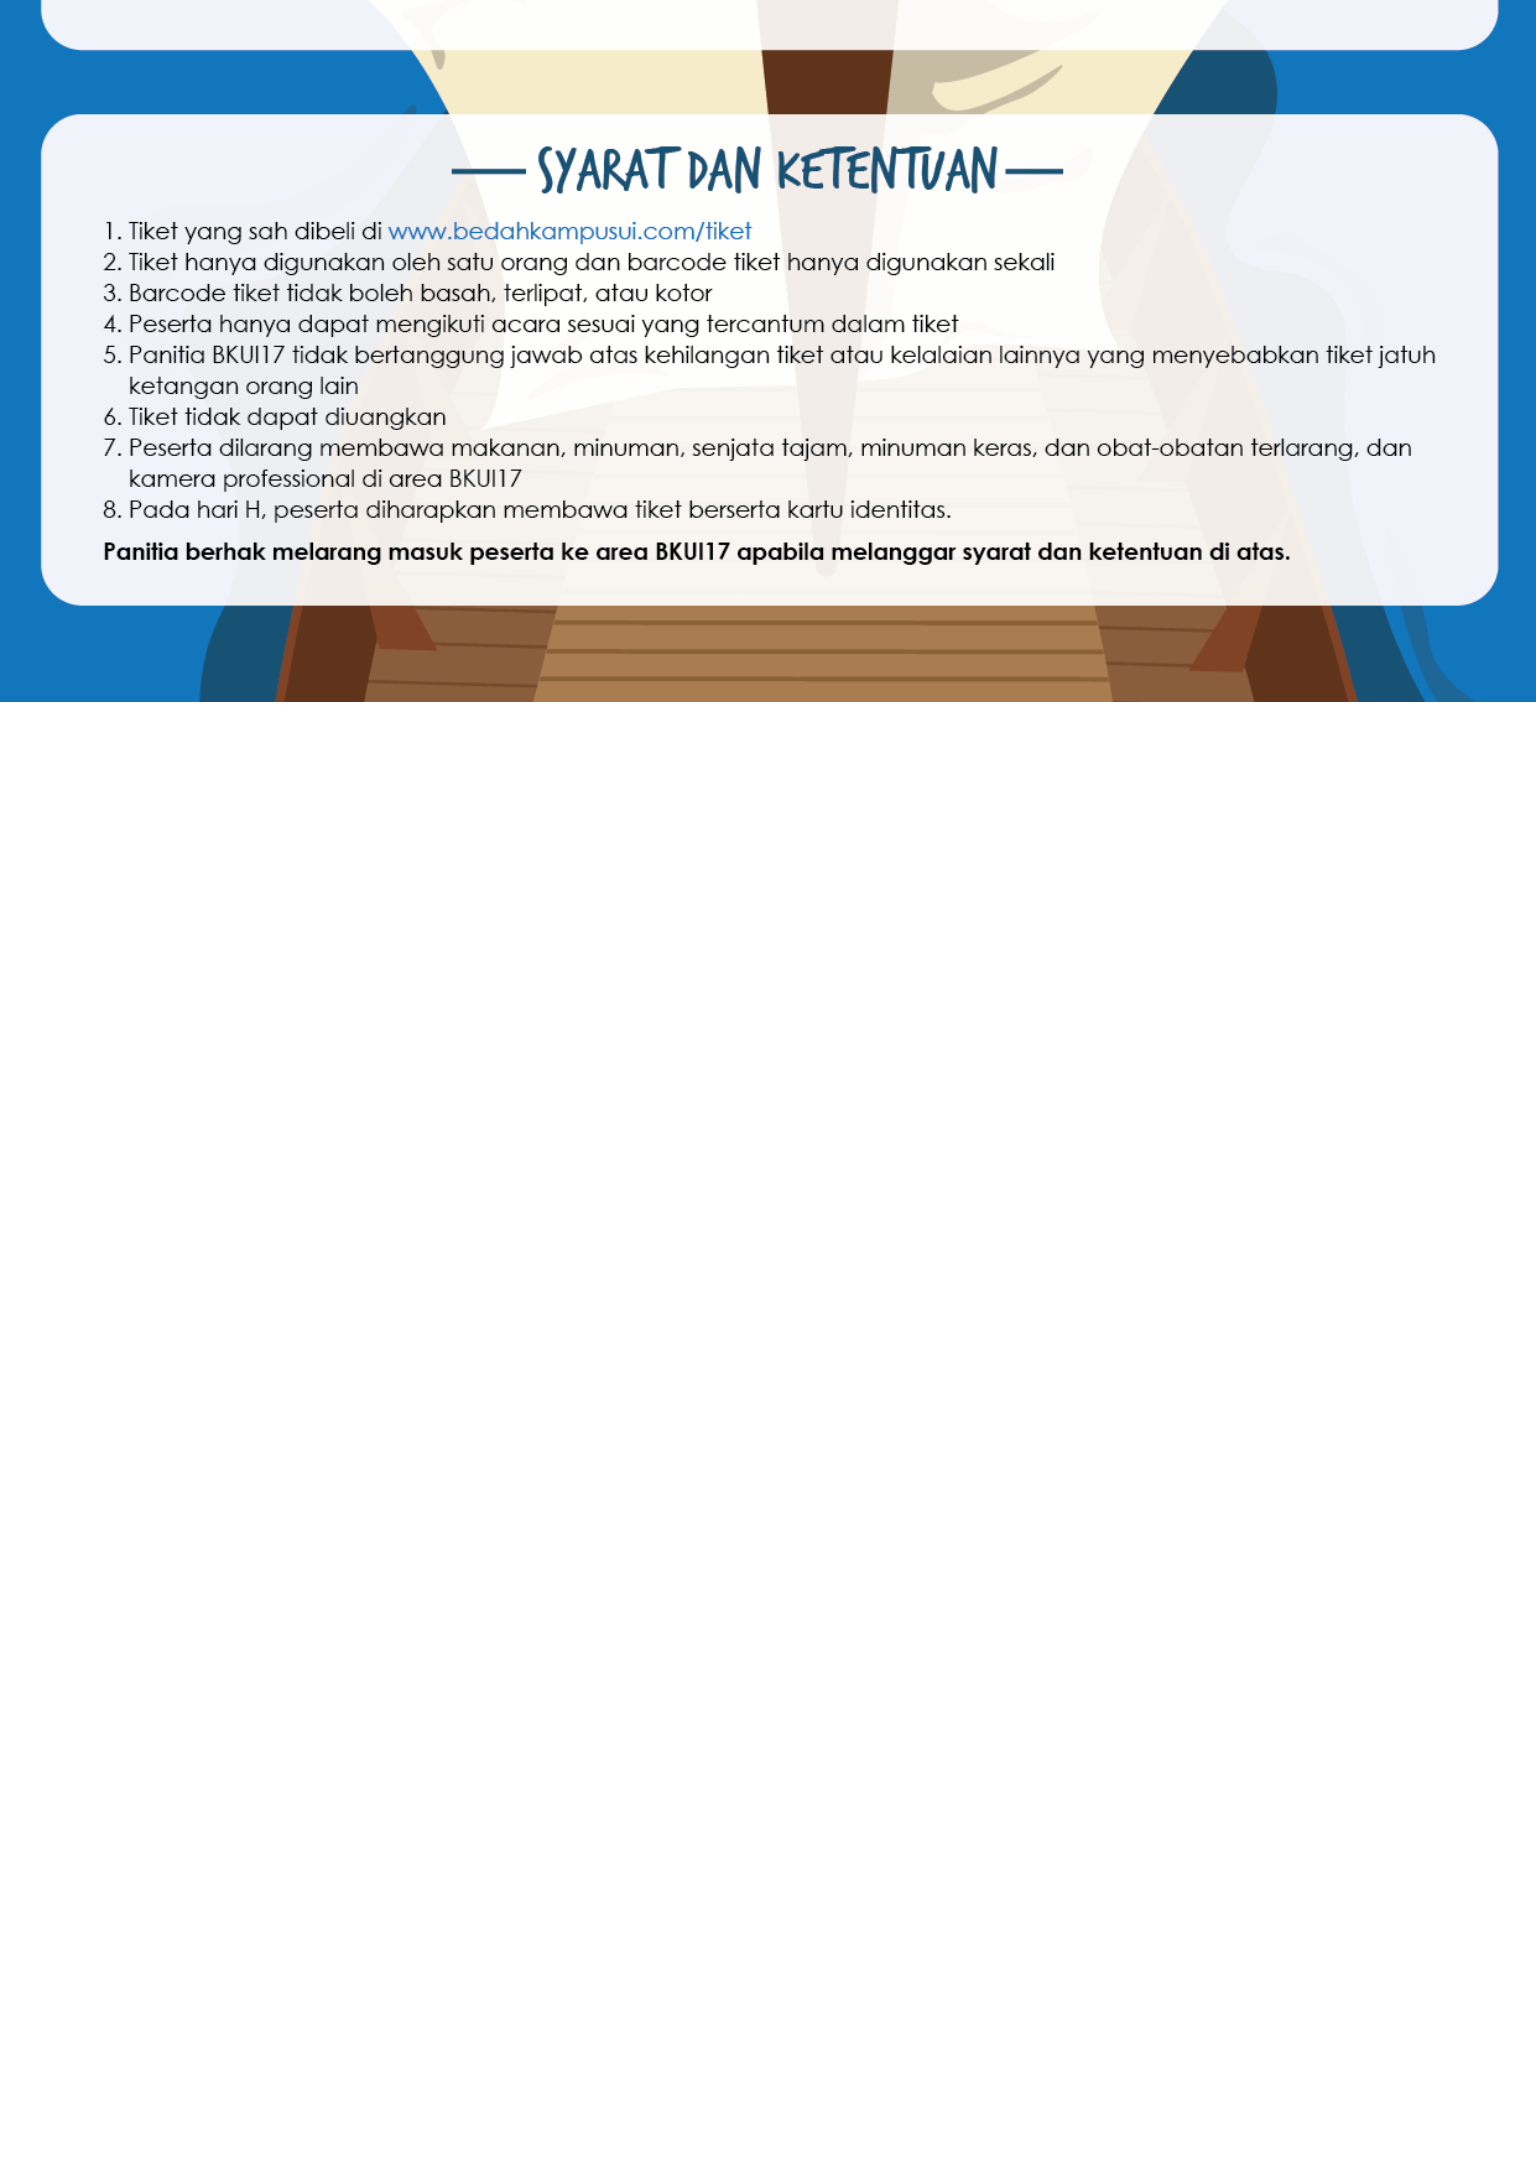 SYARAT DAN KETENTUAN
1. Tiket yang sah dibeli di www.bedahkampusui.com/tiket
2. Tiket hanya digunakan oleh satu orang dan barcode tiket hanya digunakan sekali
3. Barcode tiket tidak boleh basah, terlipat, atau kotor
4. Peserta hanya dapat mengikuti acara sesuai yang tercantum dalam tiket
5. Panitia BKUI17 tidak bertanggung jawab atas kehilangan tiket atau kelalaian lainnya yang menyebabkan tiket jatuh
ketangan orang lain
6. Tiket tidak dapat diuangkan
7. Peserta dilarang membawa makanan, minuman, senjata tajam, minuman keras, dan obat-obatan terlarang, dan
kamera professional di area BKUI17
8. Pada hari H, peserta diharapkan membawa tiket berserta kartu identitas.
Panitia berhak melarang masuk peserta ke area BKUI17 apabila melanggar syarat dan ketentuan di atas.